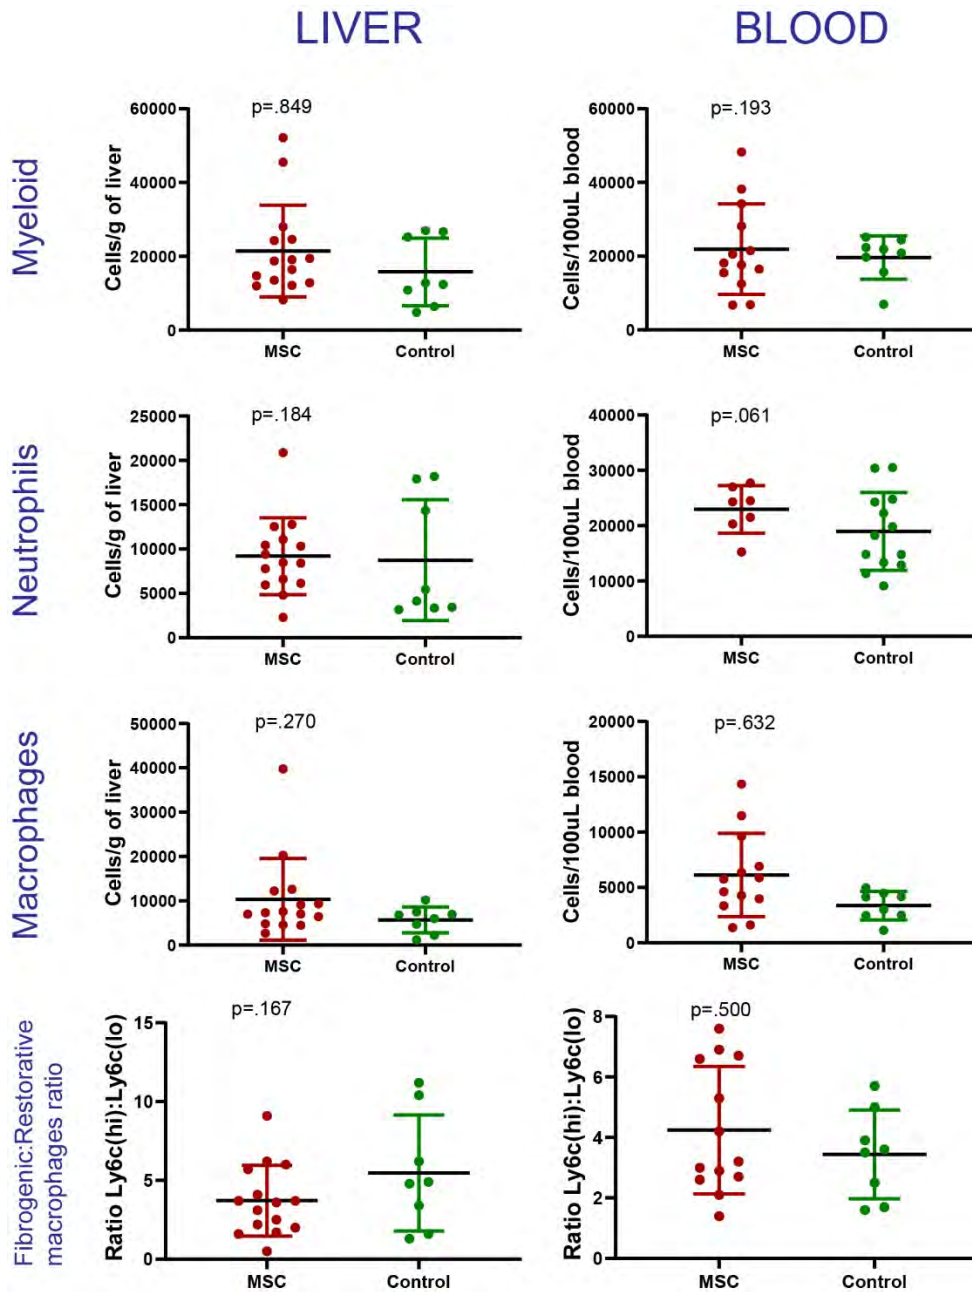 LIVER
BLOOD
Myeloid
Cells/g of liver
60000
40000
20000
0
p=.849
MSC
Control
Cells/100uL blood
60000
40000
20000
0
p=.193
MSC
Control
Neutrophils
Cells/g of liver
25000
20000
15000
10000
5000
0
p=.184
MSC
Control
Cells/100uL blood
40000
30000
20000
10000
0
p=.061
MSC
Control
Macrophages
Cells/g of liver
50000
40000
30000
20000
10000
0
p=.270
MSC
Control
Cells/100uL blood
20000
15000
10000
5000
0
p=.632
MSC
Control
Fibrogenic:Restorative
macrophages ratio
Ratio Ly6c(hi):Ly6c(lo)
15
10
5
0
p=.167
MSC
Control
Ratio Ly6c(hi):Ly6c(lo)
8
6
4
2
0
p=.500
MSC
Control